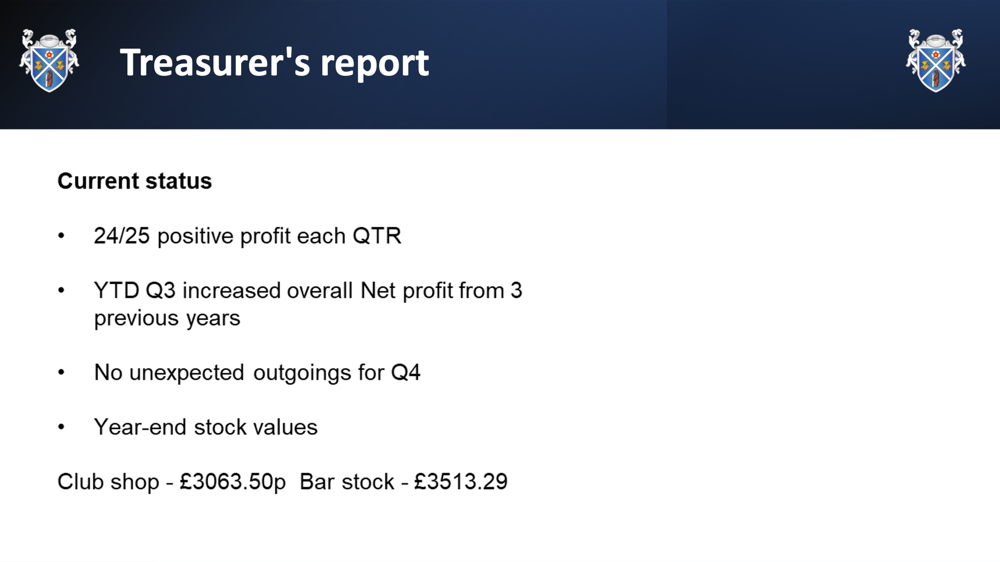 Treasurer's report
Current status
• 24/25 positive profit each QTR
• YTD Q3 increased overall Net profit from 3
previous years
• No unexpected outgoings for Q4
• Year-end stock values
Club shop - £3063.50p  Bar stock - £3513.29